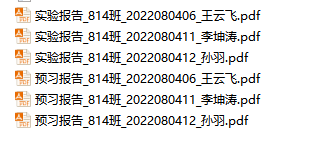 实验报告_814班_2022080406_王云飞.pdf
实验报告_814班_2022080411_李坤涛.pdf
实验报告_814班_2022080412_孙羽.pdf
预习报告_814班_2022080406_王云飞.pdf
预习报告_814班_2022080411_李坤涛.pdf
预习报告_814班_2022080412_孙羽.pdf